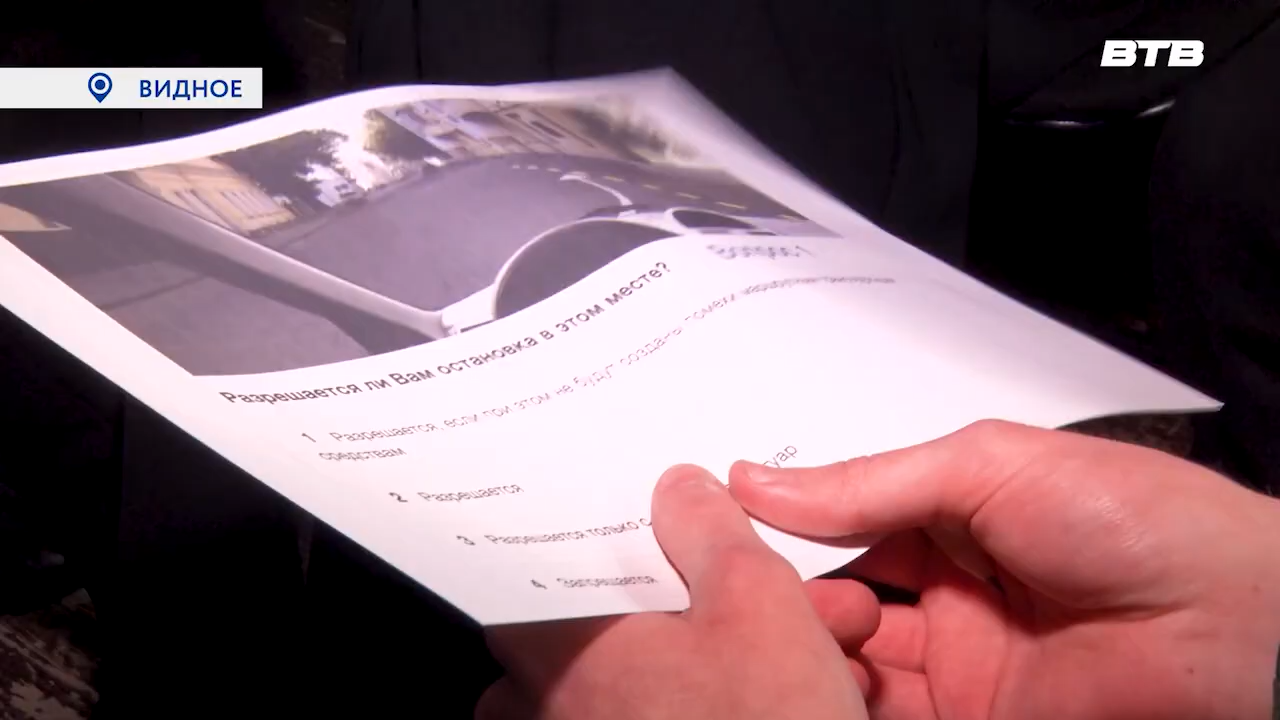 ВТВ
ВИДНОЕ
Вопрос 1
Разрешается ли Вам остановка в этом месте?
1 Разрешается, если при этом не будут созданы помехи маршрутным транспортным
средствам
2 Разрешается
3 Разрешается только с
4 Запрещается